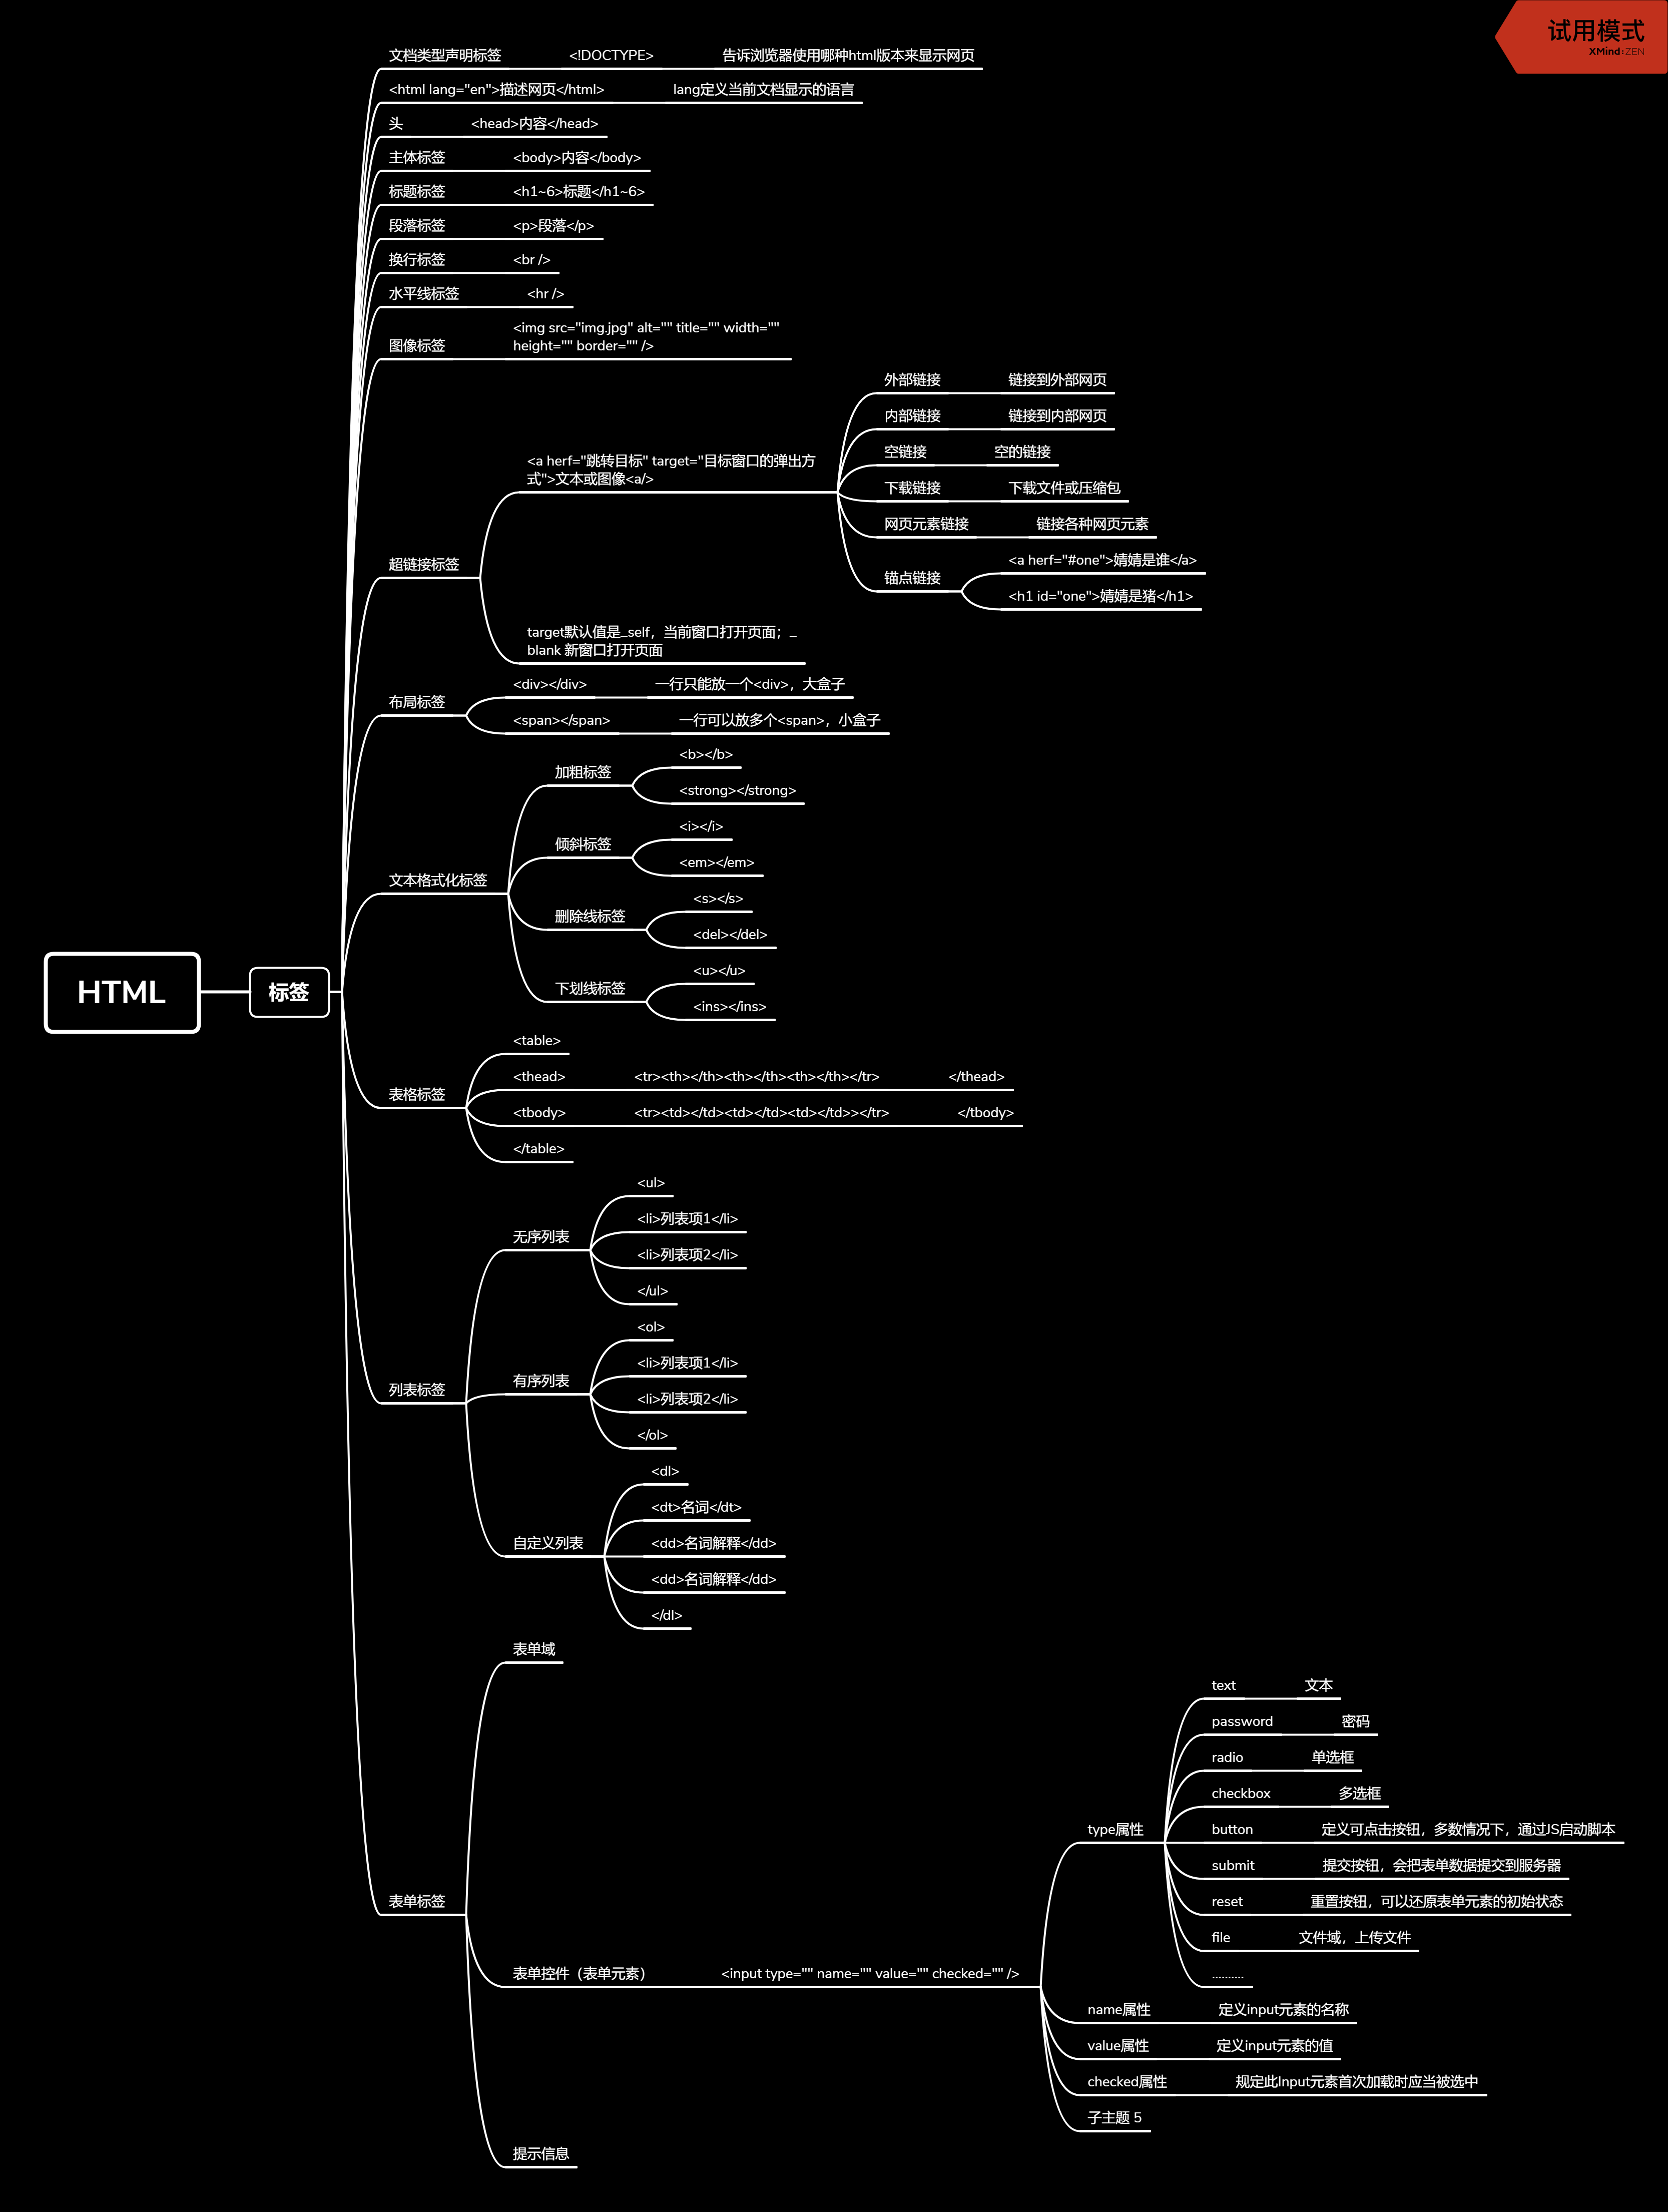 试用模式
XMind:ZEN
文档类型声明标签
<!DOCTYPE>
告诉浏览器使用哪种html版本来显示网页
<html lang="en">描述网页</html>
lang定义当前文档显示的语言
头
<head>内容</head>
主体标签
<body>内容</body>
标题标签
<h1~6>标题</h1~6>
段落标签
<p>段落</p>
换行标签
<br />
水平线标签
<hr />
图像标签
<img src="img.jpg" alt="" title="" width=""
height="" border="" />
超链接标签
<a herf="跳转目标" target="目标窗口的弹出方
式">文本或图像<a/>
外部链接
链接到外部网页
内部链接
链接到内部网页
空链接
空的链接
下载链接
下载文件或压缩包
网页元素链接
链接各种网页元素
锚点链接
<a herf="#one">婧婧是谁</a>
<h1 id="one">婧婧是猪</h1>
target默认值是_self，当前窗口打开页面；_
blank 新窗口打开页面
布局标签
<div></div>
一行只能放一个<div>，大盒子
<span></span>
一行可以放多个<span>，小盒子
文本格式化标签
加粗标签
<b></b>
<strong></strong>
倾斜标签
<i></i>
<em></em>
删除线标签
<s></s>
<del></del>
下划线标签
<u></u>
<ins></ins>
HTML
标签
表格标签
<table>
<thead>
<tr><th></th><th></th><th></th></tr>
</thead>
<tbody>
<tr><td></td><td></td><td></td>></tr>
</tbody>
</table>
列表标签
无序列表
<ul>
<li>列表项1</li>
<li>列表项2</li>
</ul>
有序列表
<ol>
<li>列表项1</li>
<li>列表项2</li>
</ol>
自定义列表
<dl>
<dt>名词</dt>
<dd>名词解释</dd>
<dd>名词解释</dd>
</dl>
表单标签
表单域
表单控件（表单元素）
<input type="" name="" value="" checked="" />
type属性
text
文本
password
密码
radio
单选框
checkbox
多选框
button
定义可点击按钮，多数情况下，通过JS启动脚本
submit
提交按钮，会把表单数据提交到服务器
reset
重置按钮，可以还原表单元素的初始状态
file
文件域，上传文件
..........
name属性
定义input元素的名称
value属性
定义input元素的值
checked属性
规定此Input元素首次加载时应当被选中
子主题 5
提示信息